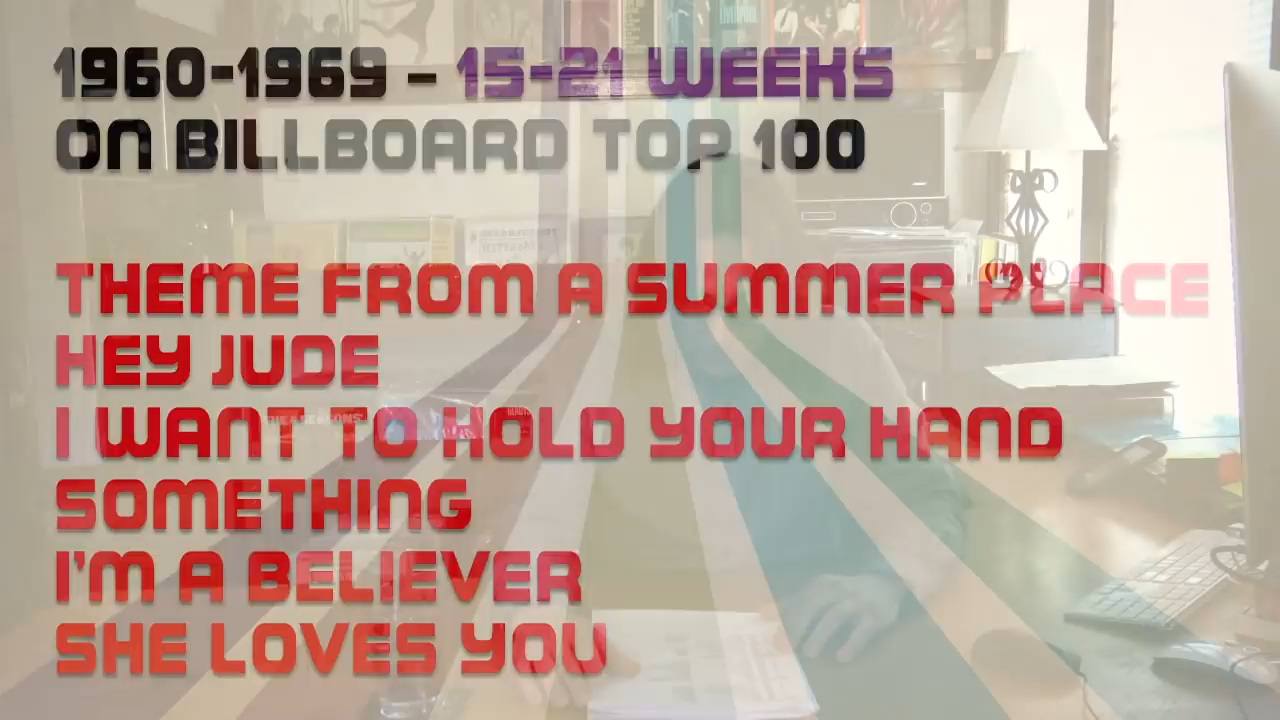 1960-1969 – 15-21 WEEKS
ON BILLBOARD TOP 100
THEME FROM A SUMMER PLACE
HEY JUDE
I WANT TO HOLD YOUR HAND
SOMETHING
I'M A BELIEVER
SHE LOVES YOU